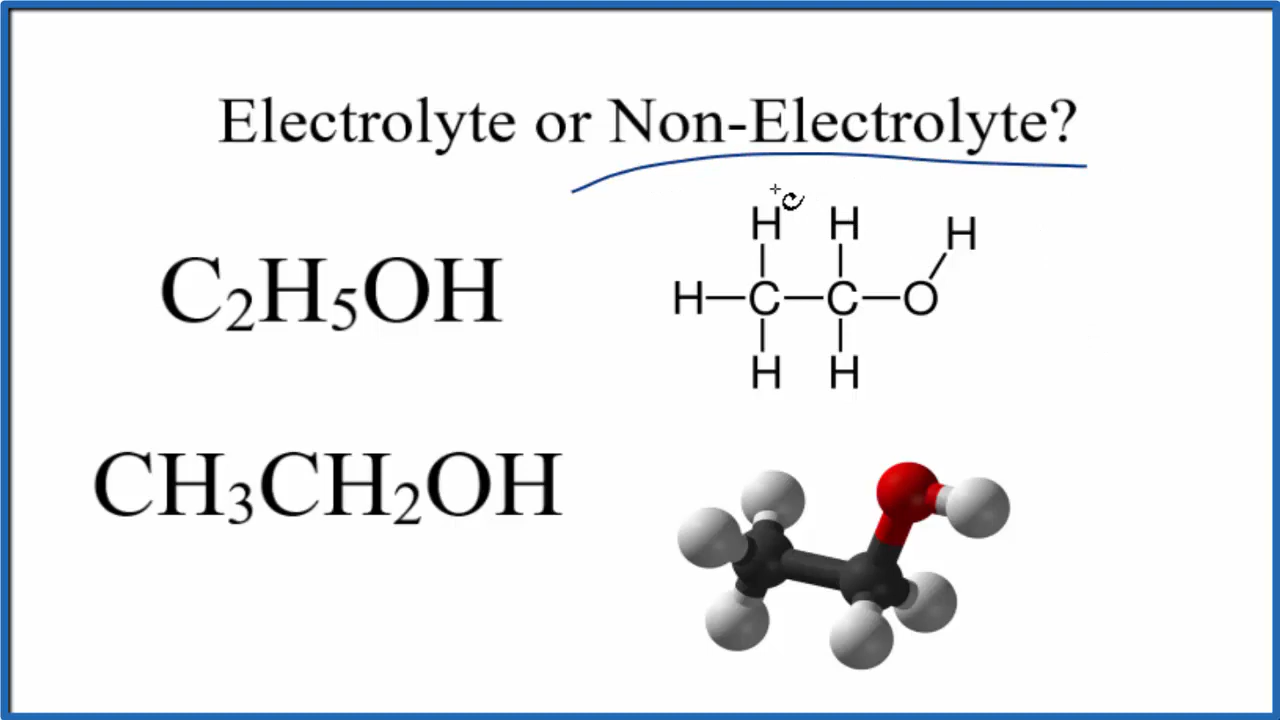 Electrolyte or Non-Electrolyte?
C₂H₅OH
H H H
H—C—C—O
H H
CH₃CH₂OH